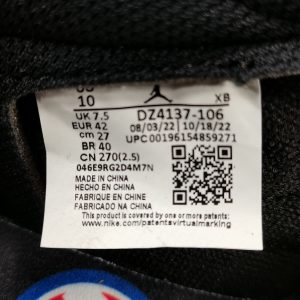 10
XB
UK 7.5
DZ4137-106
EUR 42
08/03/22 10/18/22
cm 27
UPC00196154859271
BR 40
CN 270(2.5)
046E9RG2D4M7N
MADE IN CHINA
HECHO EN CHINA
FABRIQUE EN CHINE
FABRICADO NA CHINA
This product is covered by one or more patents:
www.nike.com/patentsvirtualmarking